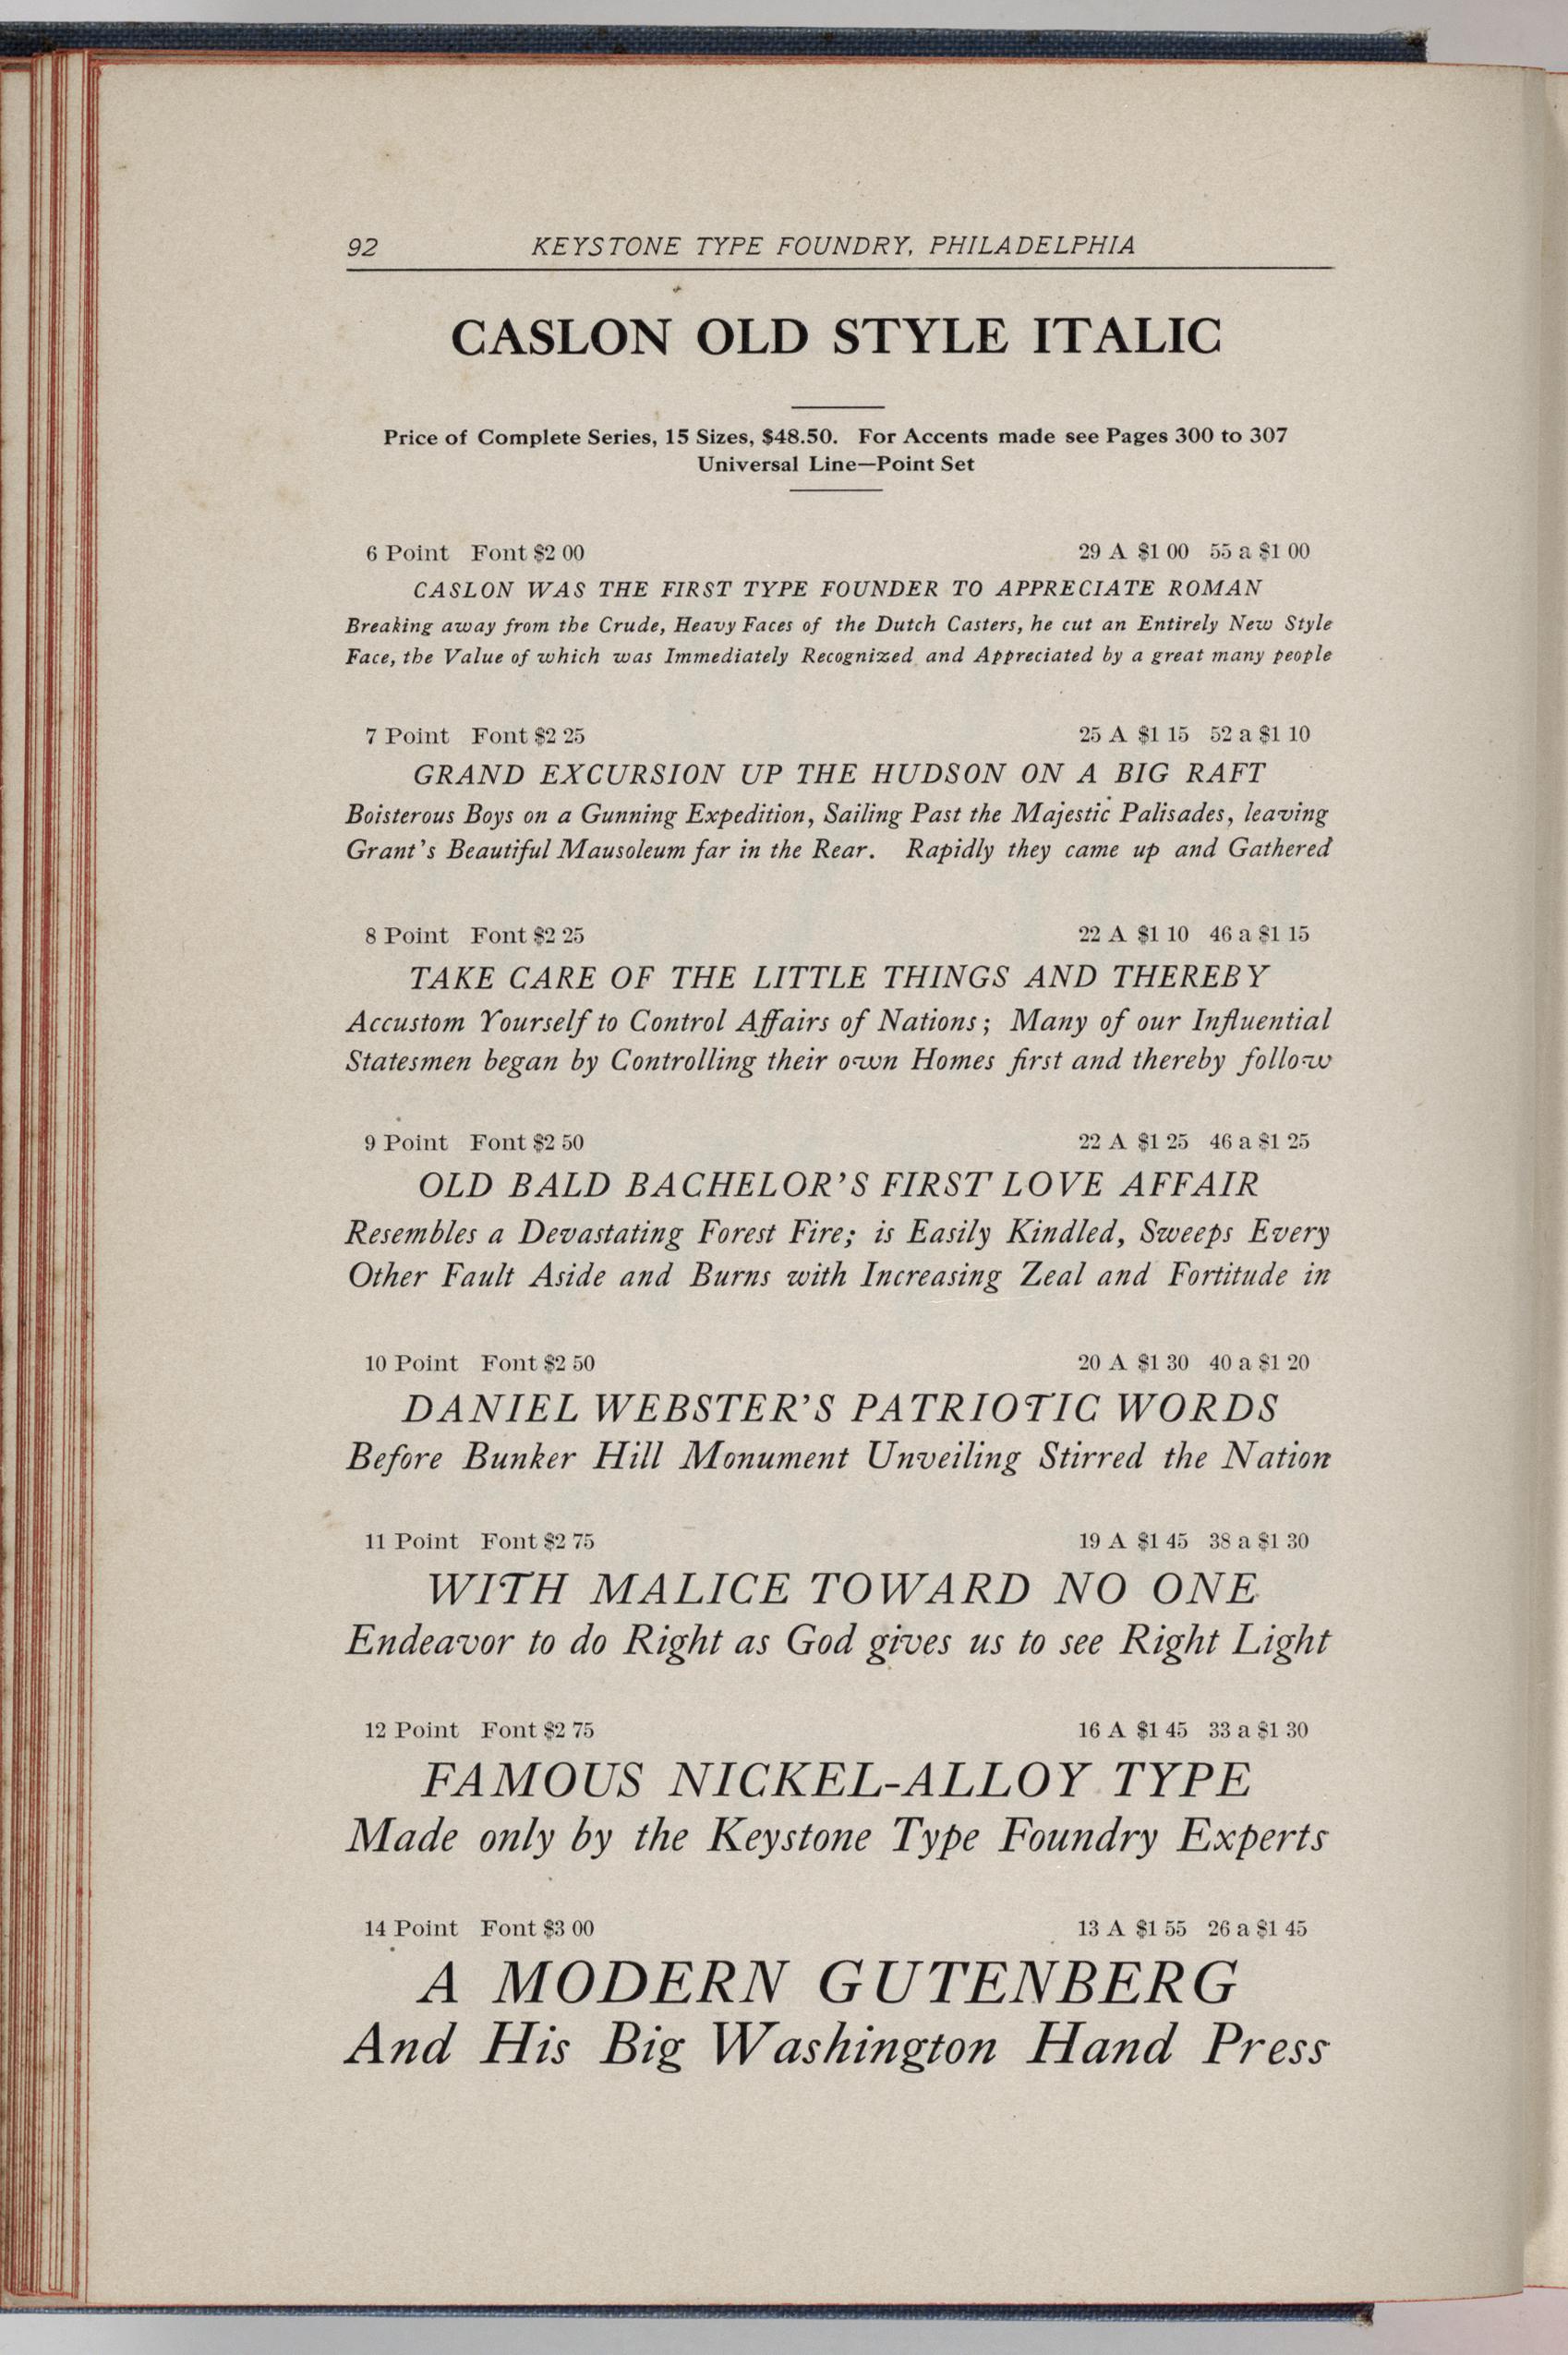 92 KEYSTONE TYPE FOUNDRY, PHILADELPHIA
CASLON OLD STYLE ITALIC
Price of Complete Series, 15 Sizes, $48.50. For Accents made see Pages 300 to 307
Universal Line—Point Set
6 Point Font $2 00 29 A $1 00 55 a $1 00
CASLON WAS THE FIRST TYPE FOUNDER TO APPRECIATE ROMAN
Breaking away from the Crude, Heavy Faces of the Dutch Casters, he cut an Entirely New Style
Face, the Value of which was Immediately Recognized and Appreciated by a great many people
7 Point Font $2 25 25 A $1 15 52 a $1 10
GRAND EXCURSION UP THE HUDSON ON A BIG RAFT
Boisterous Boys on a Gunning Expedition, Sailing Past the Majestic Palisades, leaving
Grant's Beautiful Mausoleum far in the Rear. Rapidly they came up and Gathered
8 Point Font $2 25 22 A $1 10 46 a $1 15
TAKE CARE OF THE LITTLE THINGS AND THEREBY
Accustom Yourself to Control Affairs of Nations; Many of our Influential
Statesmen began by Controlling their own Homes first and thereby follow
9 Point Font $2 50 22 A $1 25 46 a $1 25
OLD BALD BACHELOR'S FIRST LOVE AFFAIR
Resembles a Devastating Forest Fire; is Easily Kindled, Sweeps Every
Other Fault Aside and Burns with Increasing Zeal and Fortitude in
10 Point Font $2 50 20 A $1 30 40 a $1 20
DANIEL WEBSTER'S PATRIOTIC WORDS
Before Bunker Hill Monument Unveiling Stirred the Nation
11 Point Font $2 75 19 A $1 45 38 a $1 30
WITH MALICE TOWARD NO ONE
Endeavor to do Right as God gives us to see Right Light
12 Point Font $2 75 16 A $1 45 33 a $1 30
FAMOUS NICKEL-ALLOY TYPE
Made only by the Keystone Type Foundry Experts
14 Point Font $3 00 13 A $1 55 26 a $1 45
A MODERN GUTENBERG
And His Big Washington Hand Press